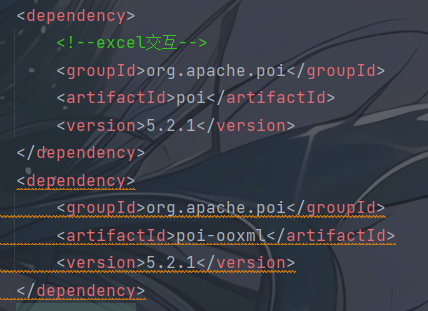 <dependency>
<!--excel交互-->
<groupId>org.apache.poi</groupId>
<artifactId>poi</artifactId>
<version>5.2.1</version>
</dependency>
<dependency>
<groupId>org.apache.poi</groupId>
<artifactId>poi-ooxml</artifactId>
<version>5.2.1</version>
</dependency>